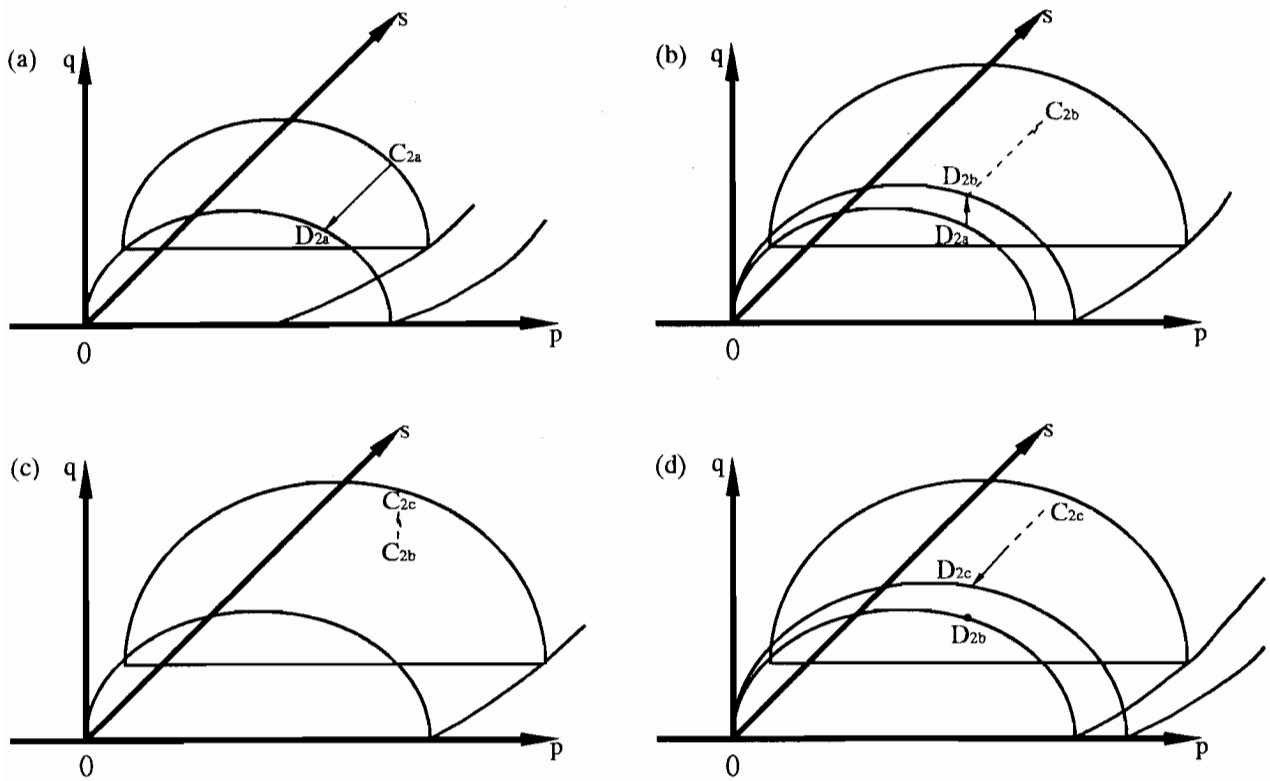 (a) q s
C2a
D2a
0 p
(b) q s
C2b
D2b
D2a
0 p
(c) q s
C2c
C2b
0 p
(d) q s
C2c
D2c
D2b
0 p